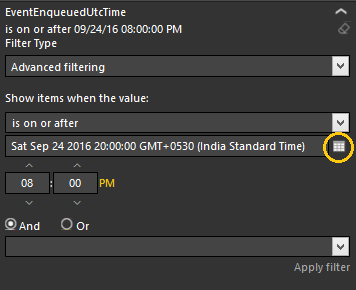 EventEnqueuedUtcTime
is on or after 09/24/16 08:00:00 PM
Filter Type
Advanced filtering
Show items when the value:
is on or after
Sat Sep 24 2016 20:00:00 GMT+0530 (India Standard Time)
08 : 00 PM
And Or
Apply filter